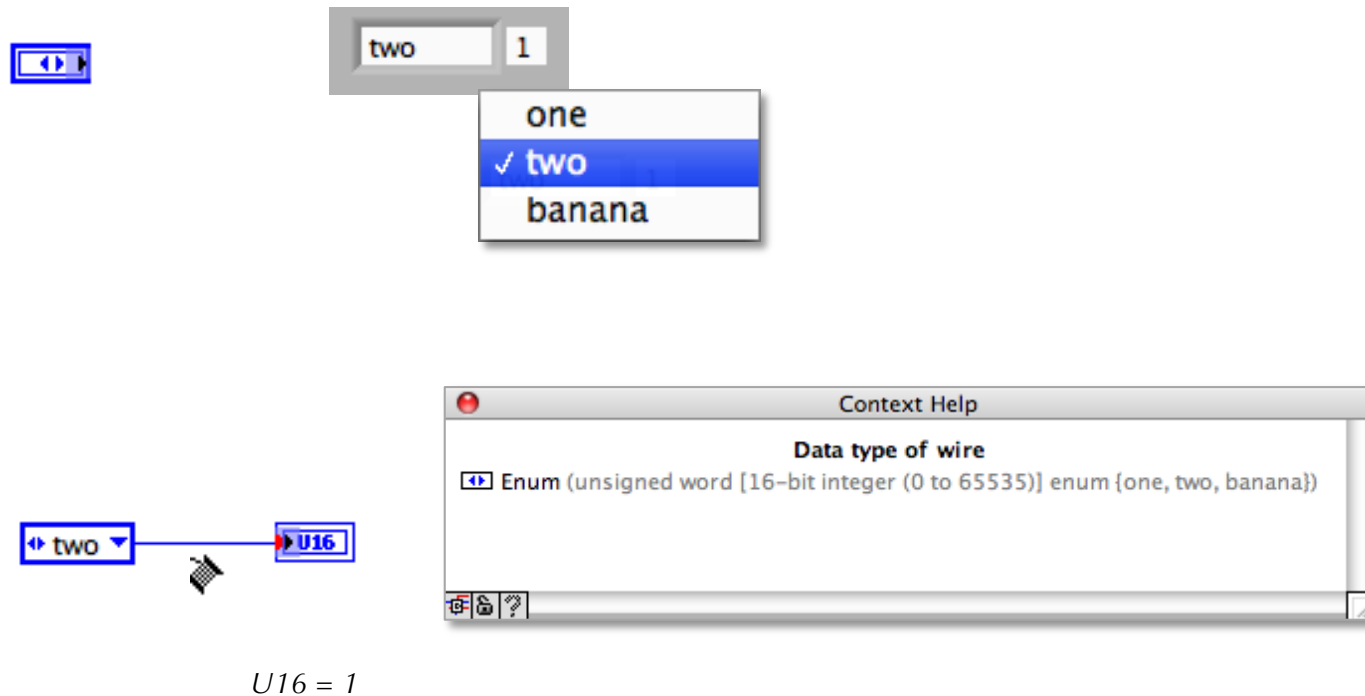 two 1
one
✓ two
banana
Context Help
Data type of wire
Enum (unsigned word [16-bit integer (0 to 65535)] enum {one, two, banana})
two
U16
?
U16 = 1